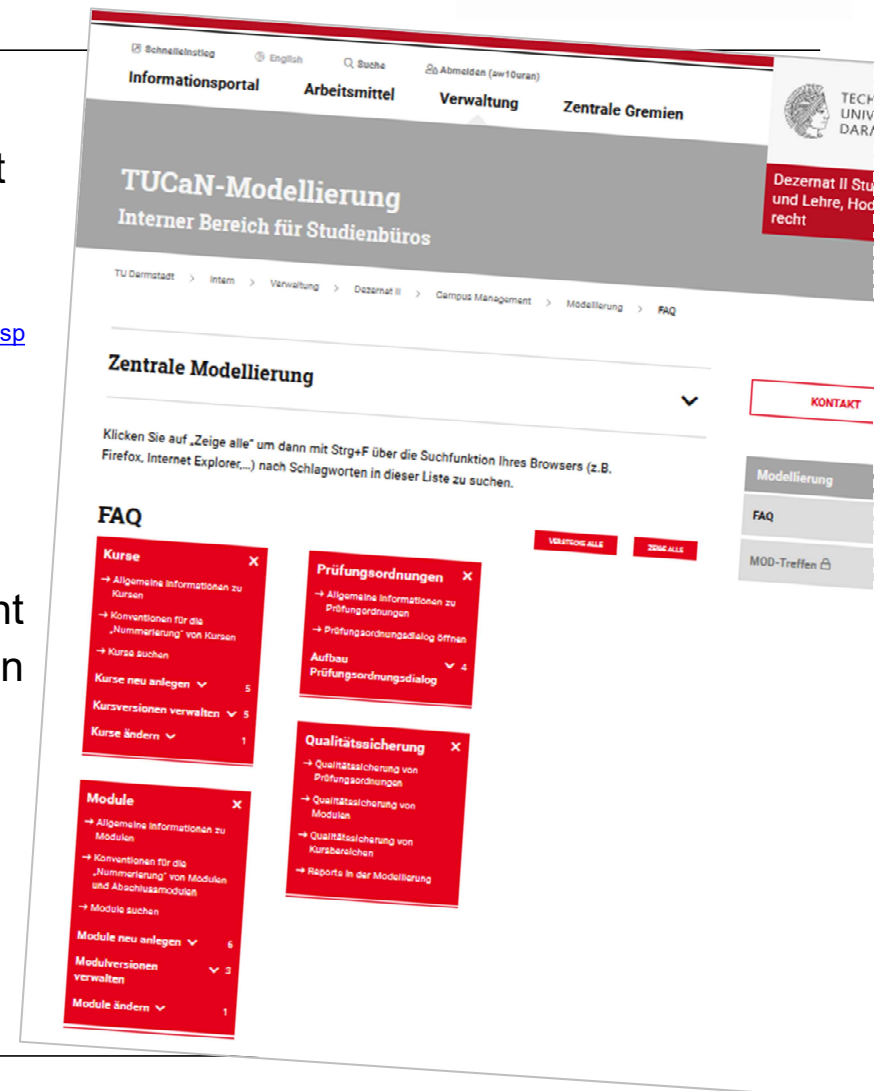 t
sp
nt
n
Schnelleinstieg
English
Suche
Abmelden (aw10uran)
Informationsportal
Arbeitsmittel
Verwaltung
Zentrale Gremien
TECH
UNIV
DARM
Dezernat II Stu
und Lehre, Hod
recht
TUCaN-Modellierung
Interner Bereich für Studienbüros
TU Darmstadt > Intern > Verwaltung > Dezernat II > Campus Management > Modellierung > FAQ
Zentrale Modellierung
KONTAKT
Klicken Sie auf „Zeige alle" um dann mit Strg+F über die Suchfunktion Ihres Browsers (z.B.
Firefox, Internet Explorer,...) nach Schlagworten in dieser Liste zu suchen.
Modellierung
FAQ
MOD-Treffen
FAQ
VERSTECKE ALLE
ZEIGE ALLE
Kurse ×
→ Allgemeine Informationen zu
Kursen
→ Konventionen für die
„Nummerierung" von Kursen
→ Kurse suchen
Kurse neu anlegen 5
Kursversionen verwalten 5
Kurse ändern 1
Prüfungsordnungen ×
→ Allgemeine Informationen zu
Prüfungordnungen
→ Prüfungsordnungsdialog öffnen
Aufbau 4
Prüfungsordnungsdialog
Module ×
→ Allgemeine Informationen zu
Modulen
→ Konventionen für die
„Nummerierung" von Modulen
und Abschlussmodulen
→ Module suchen
Module neu anlegen 6
Modulversionen 3
verwalten
Module ändern 1
Qualitätssicherung ×
→ Qualitätssicherung von
Prüfungsordnungen
→ Qualitätssicherung von
Modulen
→ Qualitätssicherung von
Kursbereichen
→ Reports in der Modellierung